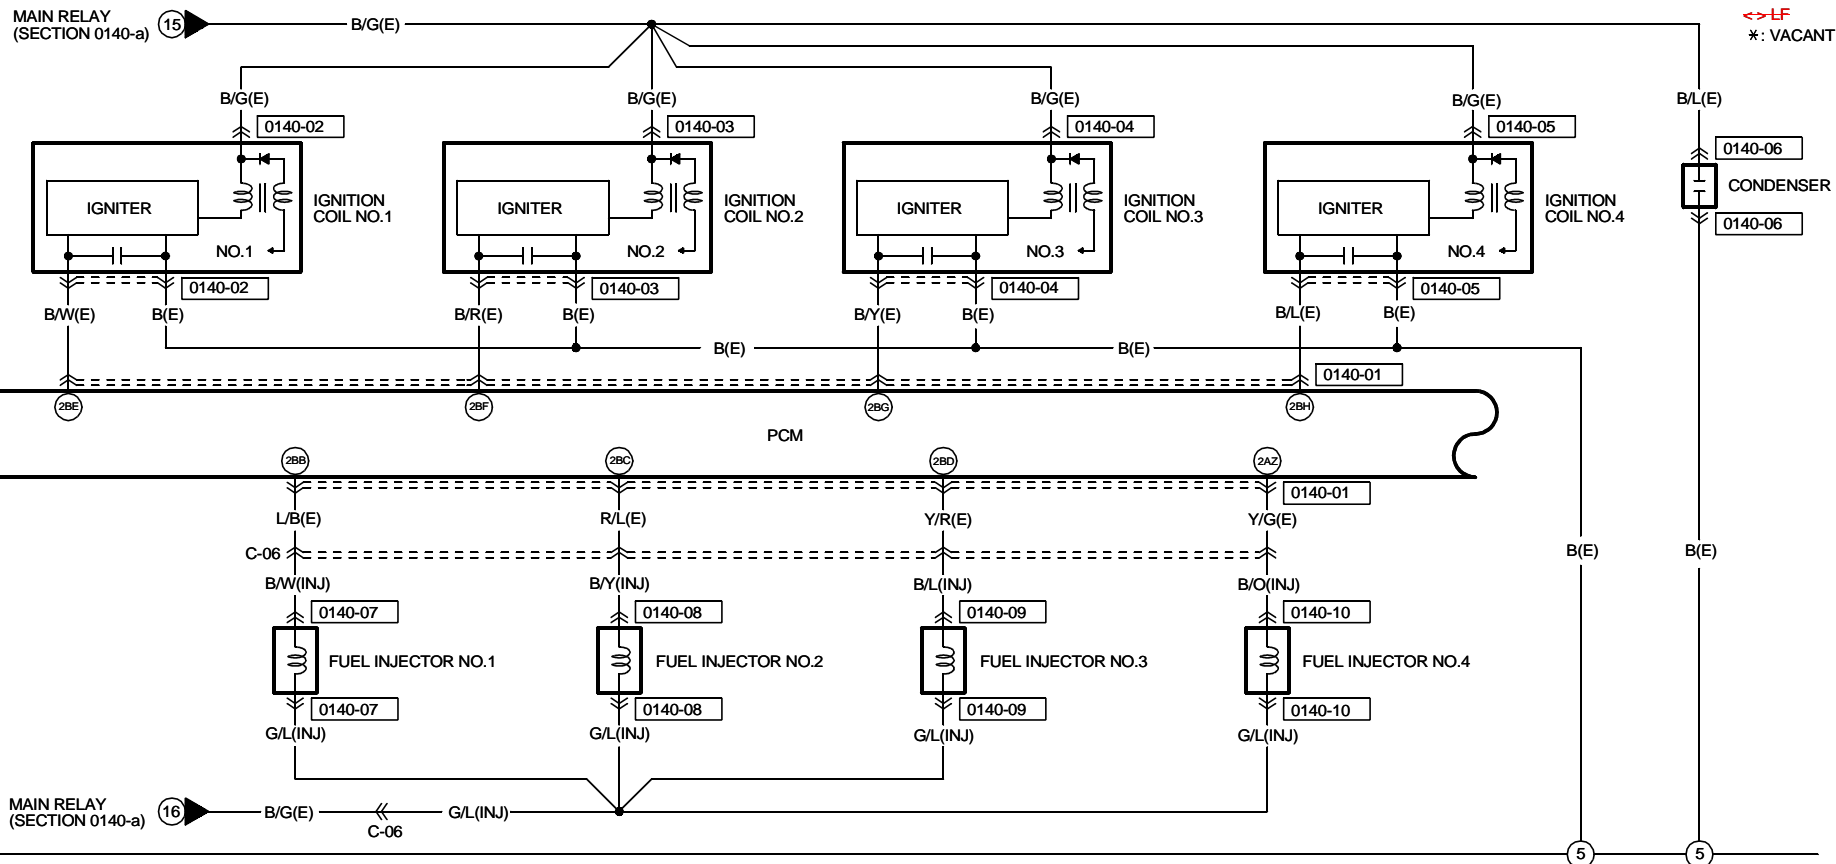 MAIN RELAY
(SECTION 0140-a)
15
B/G(E)
<> LF
*: VACANT
B/G(E)
B/G(E)
B/G(E)
B/G(E)
B/L(E)
0140-02
0140-03
0140-04
0140-05
0140-06
IGNITER
IGNITION
COIL NO.1
NO.1
IGNITER
IGNITION
COIL NO.2
NO.2
IGNITER
IGNITION
COIL NO.3
NO.3
IGNITER
IGNITION
COIL NO.4
NO.4
CONDENSER
0140-06
0140-02
0140-03
0140-04
0140-05
B/W(E)
B(E)
B/R(E)
B(E)
B/Y(E)
B(E)
B/L(E)
B(E)
B(E)
B(E)
0140-01
2BE
2BF
2BG
2BH
PCM
2BB
2BC
2BD
2AZ
0140-01
L/B(E)
R/L(E)
Y/R(E)
Y/G(E)
C-06
B(E)
B(E)
B/W(INJ)
B/Y(INJ)
B/L(INJ)
B/O(INJ)
0140-07
0140-08
0140-09
0140-10
FUEL INJECTOR NO.1
FUEL INJECTOR NO.2
FUEL INJECTOR NO.3
FUEL INJECTOR NO.4
0140-07
0140-08
0140-09
0140-10
G/L(INJ)
G/L(INJ)
G/L(INJ)
G/L(INJ)
MAIN RELAY
(SECTION 0140-a)
16
B/G(E)
C-06
G/L(INJ)
5
5